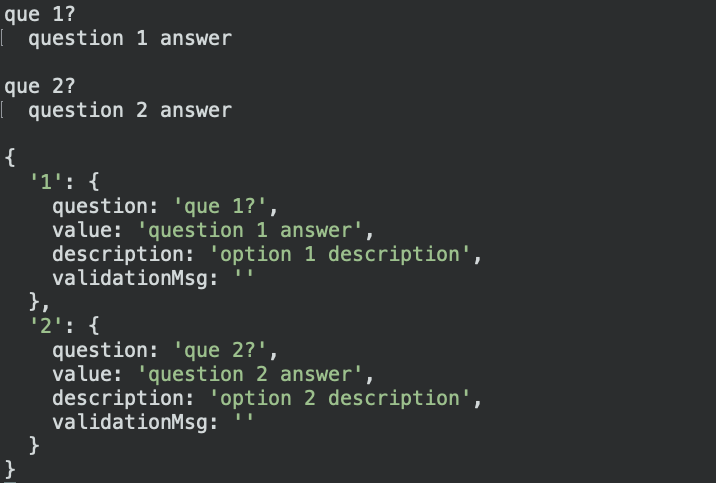 que 1?
[  question 1 answer
que 2?
[  question 2 answer
{
  '1': {
    question: 'que 1?',
    value: 'question 1 answer',
    description: 'option 1 description',
    validationMsg: ''
  },
  '2': {
    question: 'que 2?',
    value: 'question 2 answer',
    description: 'option 2 description',
    validationMsg: ''
  }
}